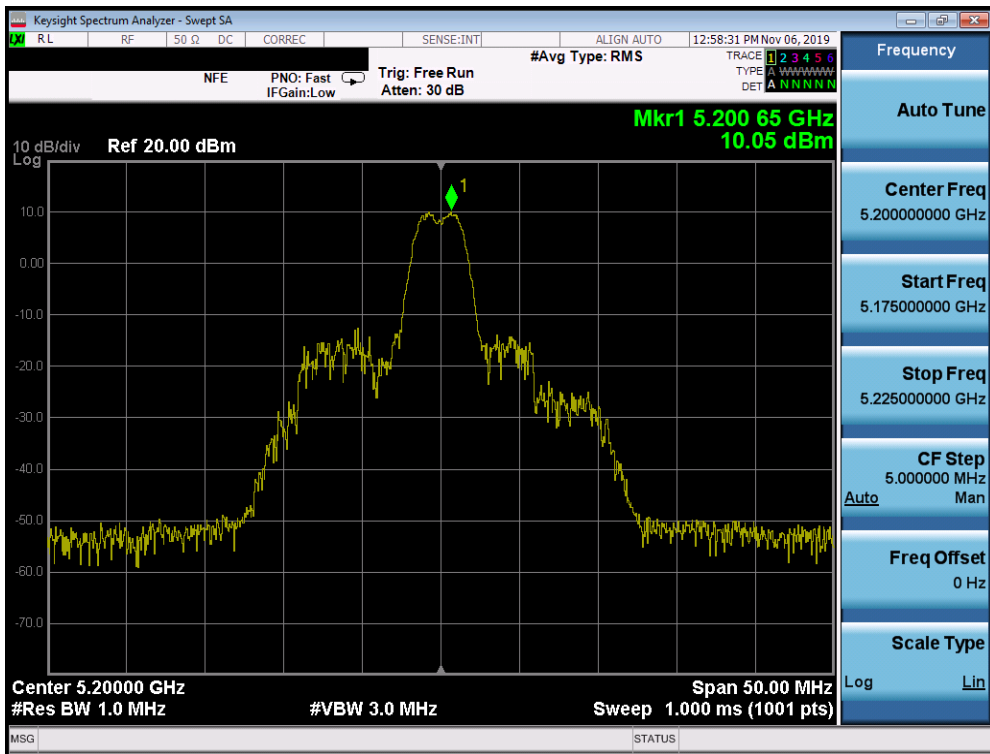 Keysight Spectrum Analyzer - Swept SA
LXI RL RF 50 Ω DC CORREC SENSE:INT ALIGN AUTO 12:58:31 PM Nov 06, 2019
Frequency
#Avg Type: RMS
TRACE 1 2 3 4 5 6
NFE PNO: Fast Trig: Free Run
TYPE A WWWWW
IFGain:Low Atten: 30 dB
DET A N N N N N
Auto Tune
Mkr1 5.200 65 GHz
10.05 dBm
10 dB/div Ref 20.00 dBm
Log
1
Center Freq
5.200000000 GHz
10.0
0.00
-10.0
-20.0
-30.0
-40.0
-50.0
-60.0
-70.0
Start Freq
5.175000000 GHz
Stop Freq
5.225000000 GHz
CF Step
5.000000 MHz
Auto Man
Freq Offset
0 Hz
Scale Type
Log Lin
Center 5.20000 GHz Span 50.00 MHz
#Res BW 1.0 MHz #VBW 3.0 MHz Sweep 1.000 ms (1001 pts)
MSG STATUS